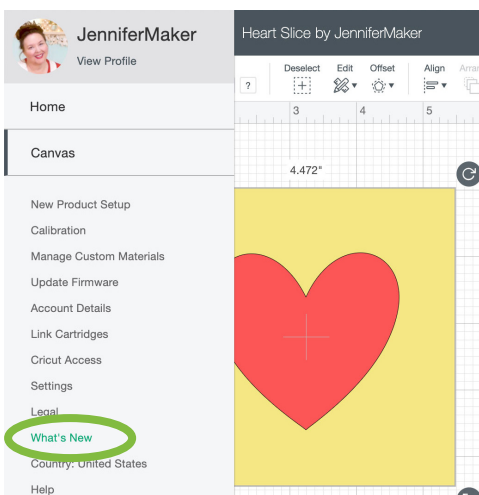 JenniferMaker
View Profile
Heart Slice by JenniferMaker
Home
Canvas
New Product Setup
Calibration
Manage Custom Materials
Update Firmware
Account Details
Link Cartridges
Cricut Access
Settings
Legal
What's New
Country: United States
Help
?
Deselect
Edit
Offset
Align
3
4
5
4.472"